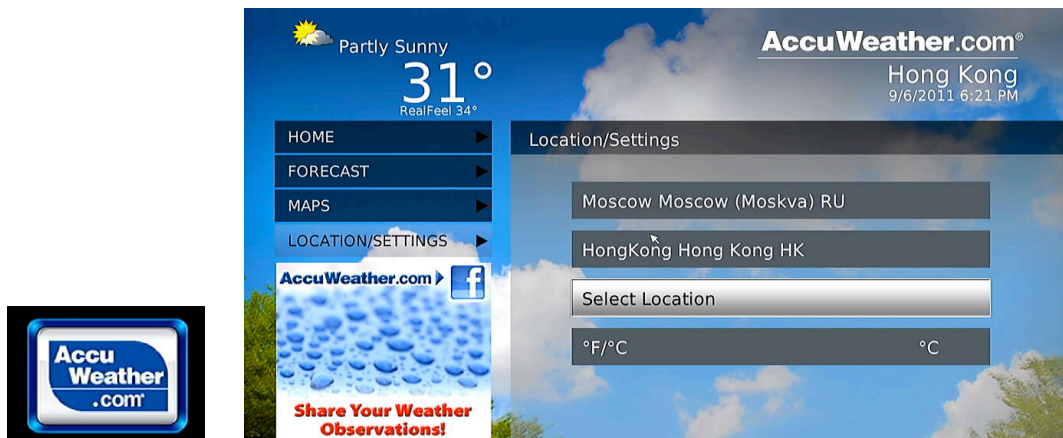 Accu
Weather
.com
Partly Sunny
31°
RealFeel 34°
AccuWeather.com®
Hong Kong
9/6/2011 6:21 PM
HOME
FORECAST
MAPS
LOCATION/SETTINGS
AccuWeather.com
f
Share Your Weather
Observations!
Location/Settings
Moscow Moscow (Moskva) RU
HongKong Hong Kong HK
Select Location
°F/°C °C